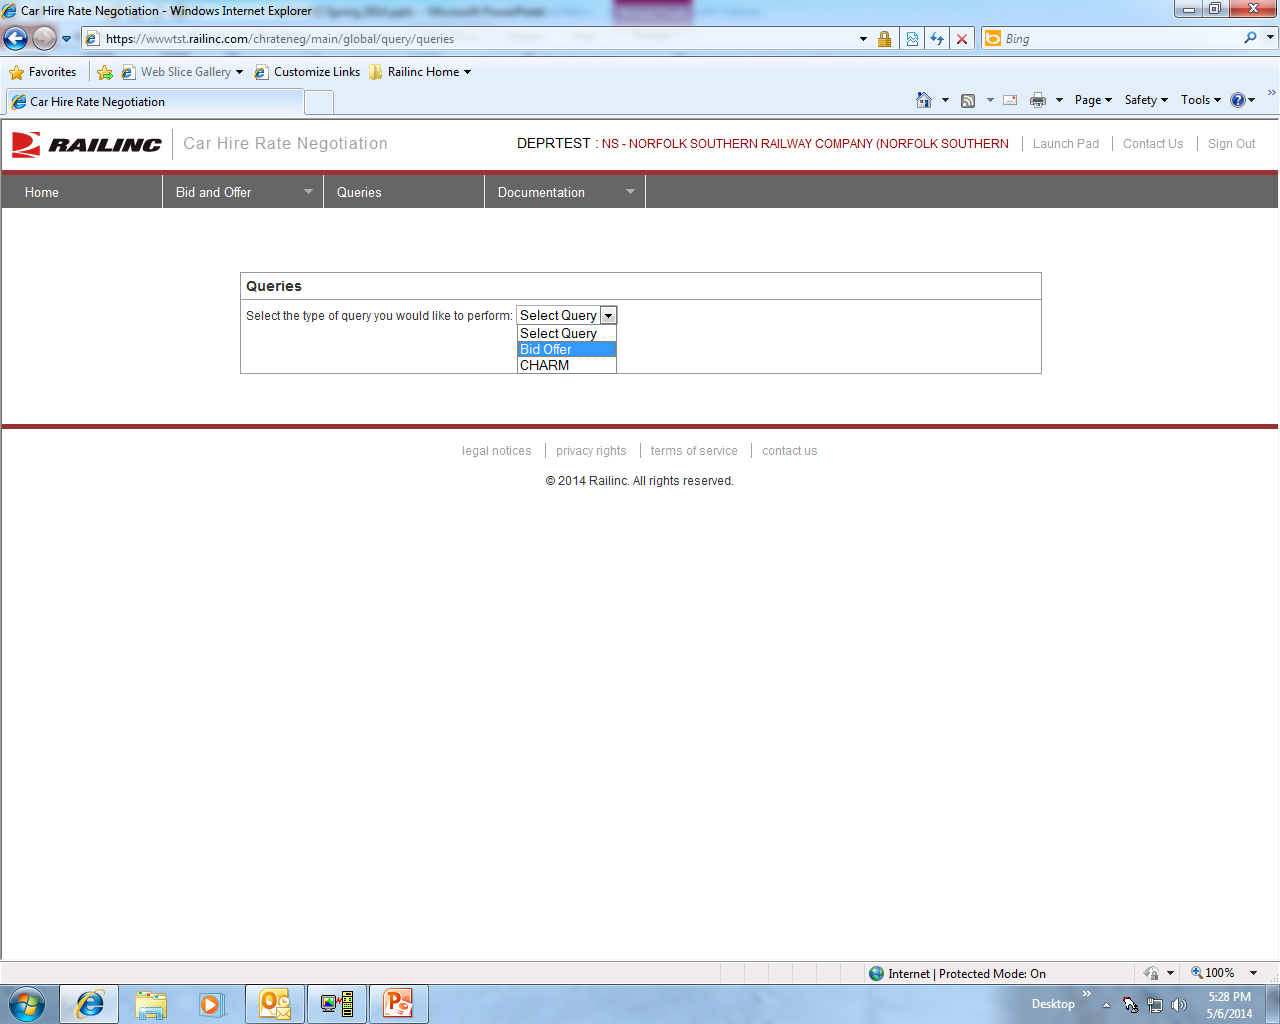 Car Hire Rate Negotiation - Windows Internet Explorer
https://wwwtst.railinc.com/chrateneg/main/global/query/queries
Bing
Favorites
Web Slice Gallery
Customize Links
Railinc Home
Car Hire Rate Negotiation
Page
Safety
Tools
RAILINC
Car Hire Rate Negotiation
DEPRTEST : NS - NORFOLK SOUTHERN RAILWAY COMPANY (NORFOLK SOUTHERN
Launch Pad
Contact Us
Sign Out
Home
Bid and Offer
Queries
Documentation
Queries
Select the type of query you would like to perform: Select Query
Select Query
Bid Offer
CHARM
legal notices
privacy rights
terms of service
contact us
© 2014 Railinc. All rights reserved.
Internet | Protected Mode: On
100%
Desktop
5:28 PM
5/6/2014